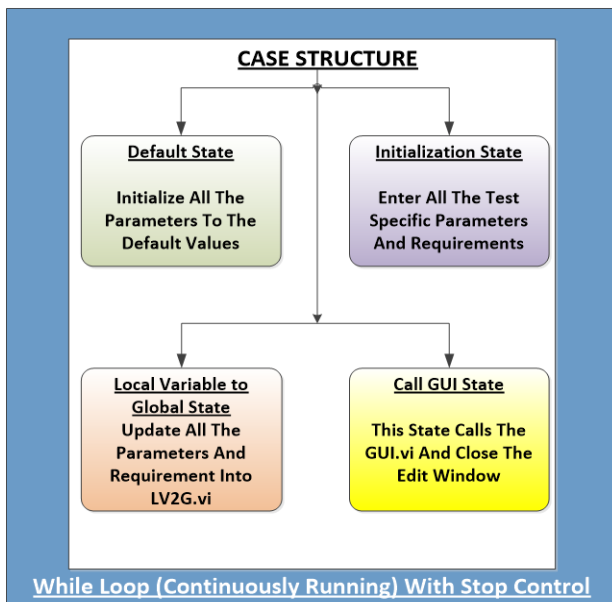 CASE STRUCTURE
Default State
Initialize All The
Parameters To The
Default Values
Initialization State
Enter All The Test
Specific Parameters
And Requirements
Local Variable to
Global State
Update All The
Parameters And
Requirement Into
LV2G.vi
Call GUI State
This State Calls The
GUI.vi And Close The
Edit Window
While Loop (Continuously Running) With Stop Control